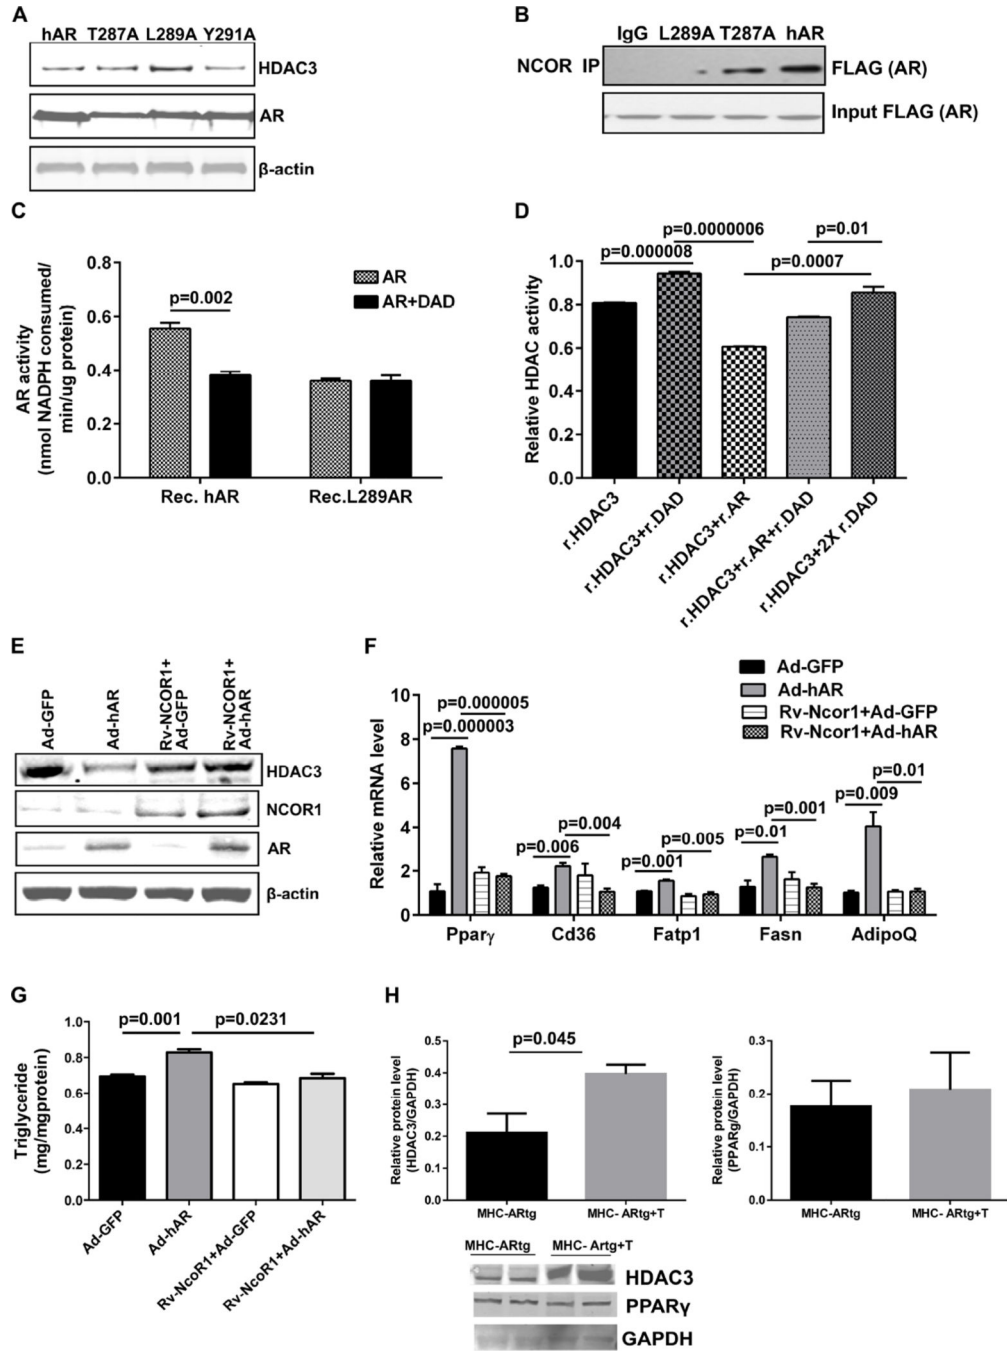 A
hAR T287A L289A Y291A
HDAC3
AR
β-actin
B
IgG L289A T287A hAR
NCOR IP
FLAG (AR)
Input FLAG (AR)
C
AR activity
(nmol NADPH consumed/
min/ug protein)
0.8
0.6
0.4
0.2
0.0
p=0.002
AR
AR+DAD
Rec. hAR
Rec.L289AR
D
Relative HDAC activity
1.0
0.8
0.6
0.4
0.2
0.0
p=0.0000006
p=0.01
p=0.000008
p=0.0007
r.HDAC3
r.HDAC3+r.DAD
r.HDAC3+r.AR
r.HDAC3+r.AR+r.DAD
r.HDAC3+2X r.DAD
E
Ad-GFP
Ad-hAR
Rv-NCOR1+
Ad-GFP
Rv-NCOR1+
Ad-hAR
HDAC3
NCOR1
AR
β-actin
F
Ad-GFP
Ad-hAR
Rv-Ncor1+Ad-GFP
Rv-Ncor1+Ad-hAR
Relative mRNA level
10
8
6
4
2
0
p=0.000005
p=0.000003
p=0.004
p=0.006
p=0.005
p=0.001
p=0.001
p=0.01
p=0.01
p=0.009
Pparγ
Cd36
Fatp1
Fasn
AdipoQ
G
Triglyceride
(mg/mgprotein)
1.0
0.8
0.6
0.4
0.2
0.0
p=0.001
p=0.0231
Ad-GFP
Ad-hAR
Rv-NcoR1+Ad-GFP
Rv-NcoR1+Ad-hAR
H
Relative protein level
(HDAC3/GAPDH)
0.5
0.4
0.3
0.2
0.1
0.0
p=0.045
MHC-ARtg
MHC- ARtg+T
Relative protein level
(PPARg/GAPDH)
0.3
0.2
0.1
0.0
MHC-ARtg
MHC- ARtg+T
MHC-ARtg
MHC- Artg+T
HDAC3
PPARγ
GAPDH